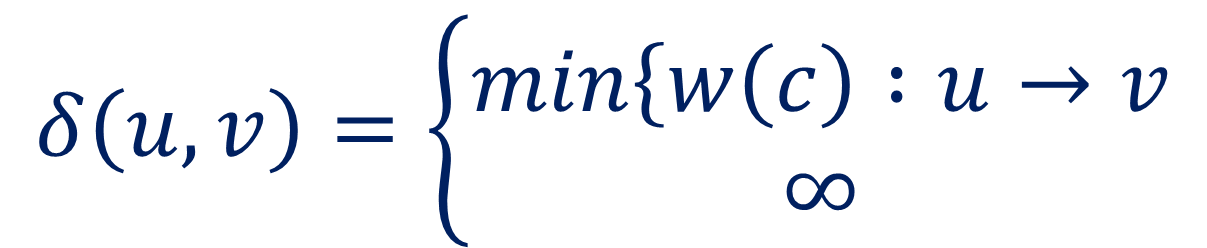 δ(u, v) = { min{w(c) : u → v
∞